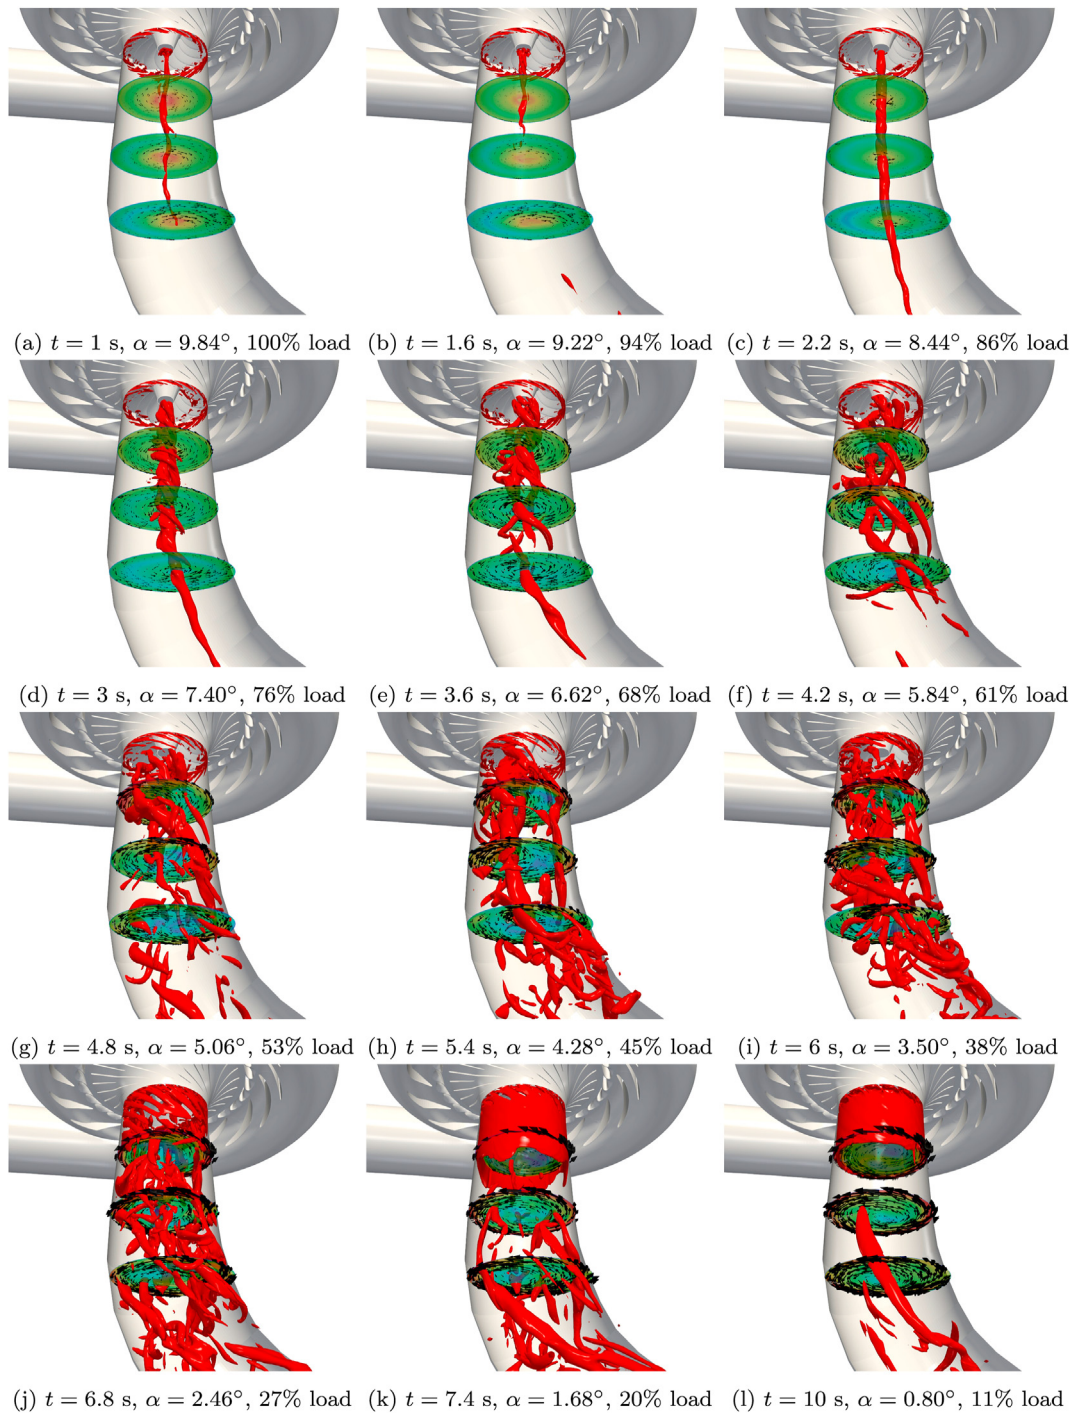 (a) t = 1 s, α = 9.84°, 100% load (b) t = 1.6 s, α = 9.22°, 94% load (c) t = 2.2 s, α = 8.44°, 86% load
(d) t = 3 s, α = 7.40°, 76% load (e) t = 3.6 s, α = 6.62°, 68% load (f) t = 4.2 s, α = 5.84°, 61% load
(g) t = 4.8 s, α = 5.06°, 53% load (h) t = 5.4 s, α = 4.28°, 45% load (i) t = 6 s, α = 3.50°, 38% load
(j) t = 6.8 s, α = 2.46°, 27% load (k) t = 7.4 s, α = 1.68°, 20% load (l) t = 10 s, α = 0.80°, 11% load